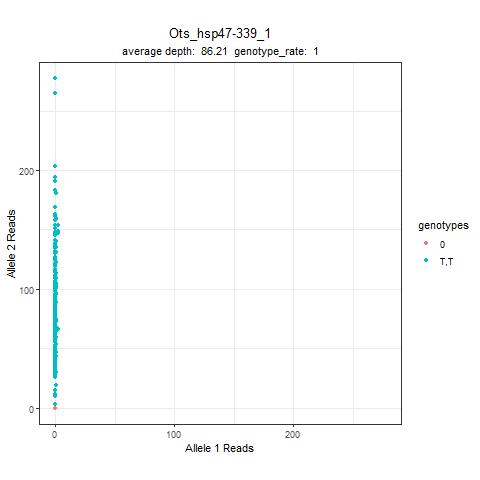 Ots_hsp47-339_1
average depth:  86.21  genotype_rate:  1
Allele 2 Reads
200
100
0
0
100
200
Allele 1 Reads
genotypes
0
T,T